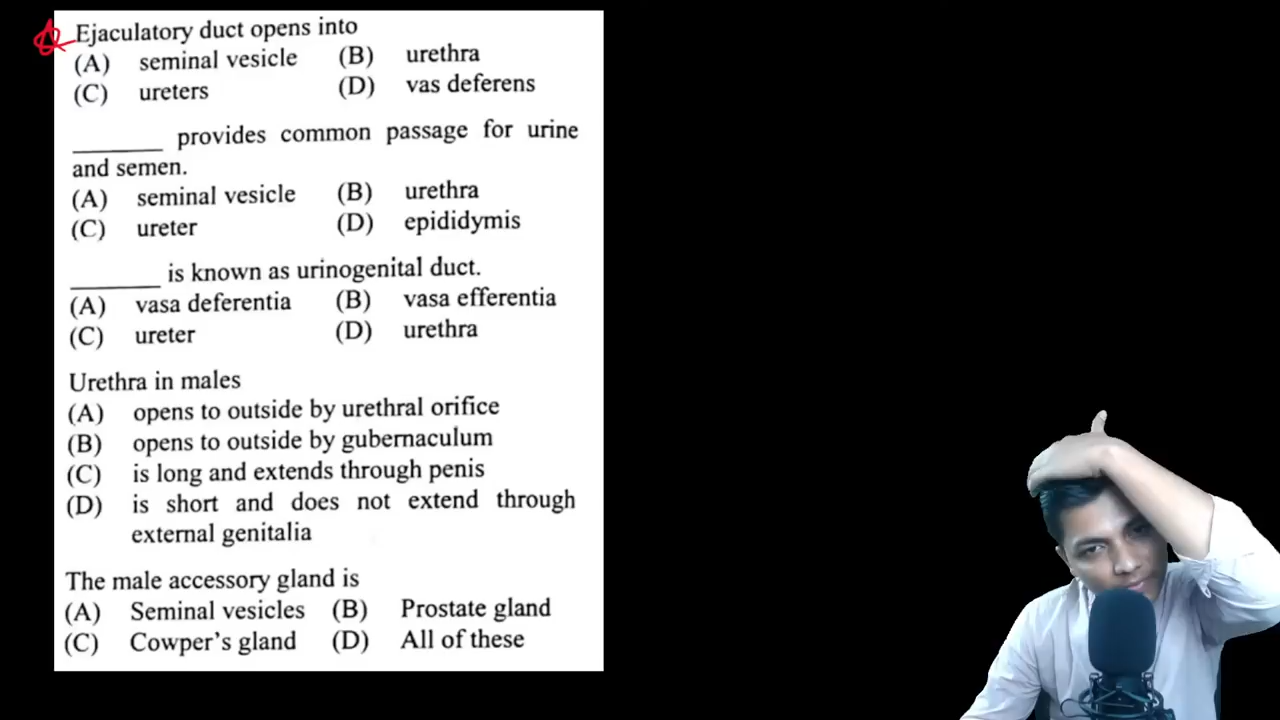 Ejaculatory duct opens into
(A) seminal vesicle (B) urethra
(C) ureters (D) vas deferens
________ provides common passage for urine
and semen.
(A) seminal vesicle (B) urethra
(C) ureter (D) epididymis
________ is known as urinogenital duct.
(A) vasa deferentia (B) vasa efferentia
(C) ureter (D) urethra
Urethra in males
(A) opens to outside by urethral orifice
(B) opens to outside by gubernaculum
(C) is long and extends through penis
(D) is short and does not extend through
external genitalia
The male accessory gland is
(A) Seminal vesicles (B) Prostate gland
(C) Cowper's gland (D) All of these